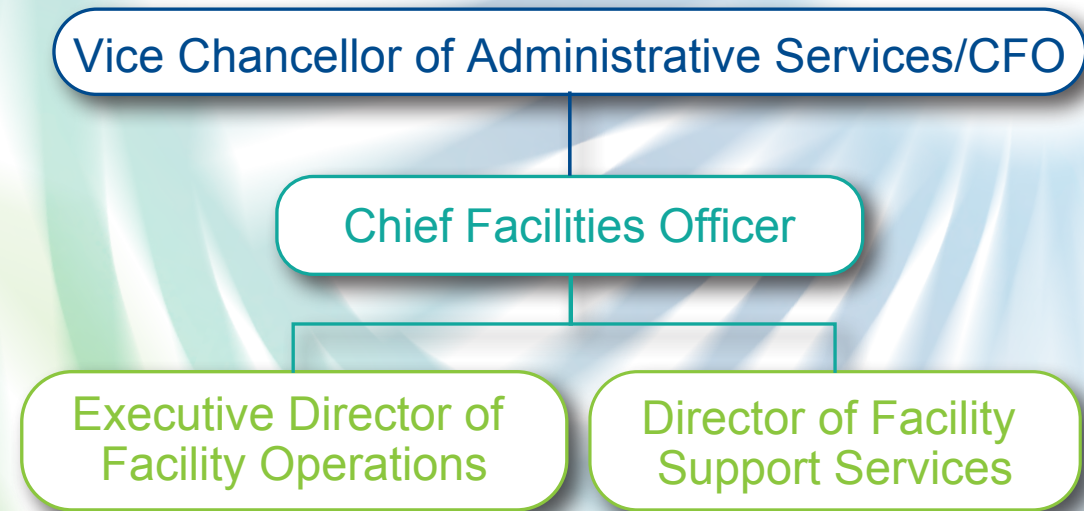 Vice Chancellor of Administrative Services/CFO
Chief Facilities Officer
Executive Director of
Facility Operations
Director of Facility
Support Services